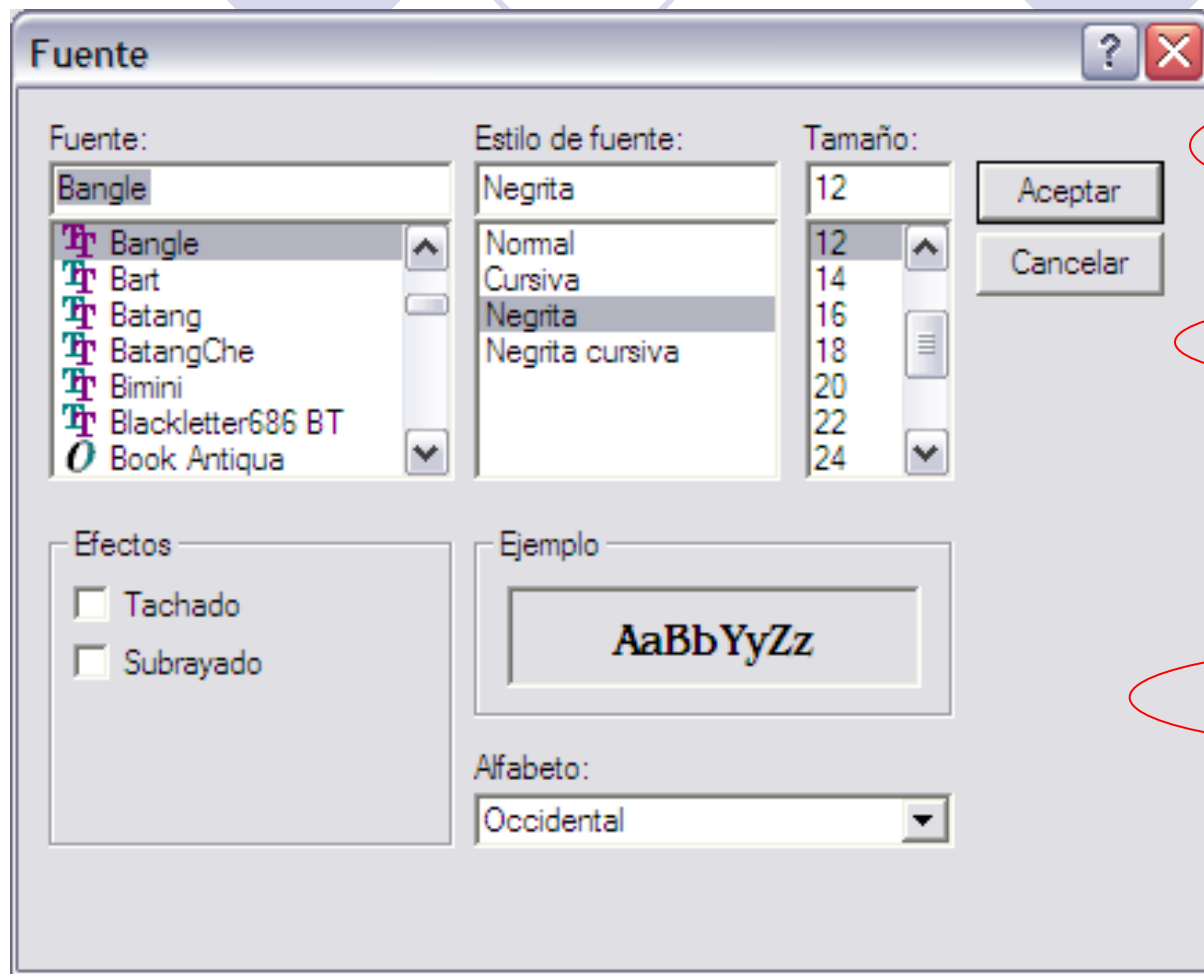 Fuente
Fuente:
Estilo de fuente:
Tamaño:
Bangle
Negrita
12
Aceptar
Cancelar
Bangle
Bart
Batang
BatangChe
Bimini
Blackletter686 BT
Book Antiqua
Normal
Cursiva
Negrita
Negrita cursiva
12
14
16
18
20
22
24
Efectos
Tachado
Subrayado
Ejemplo
AaBbYyZz
Alfabeto:
Occidental